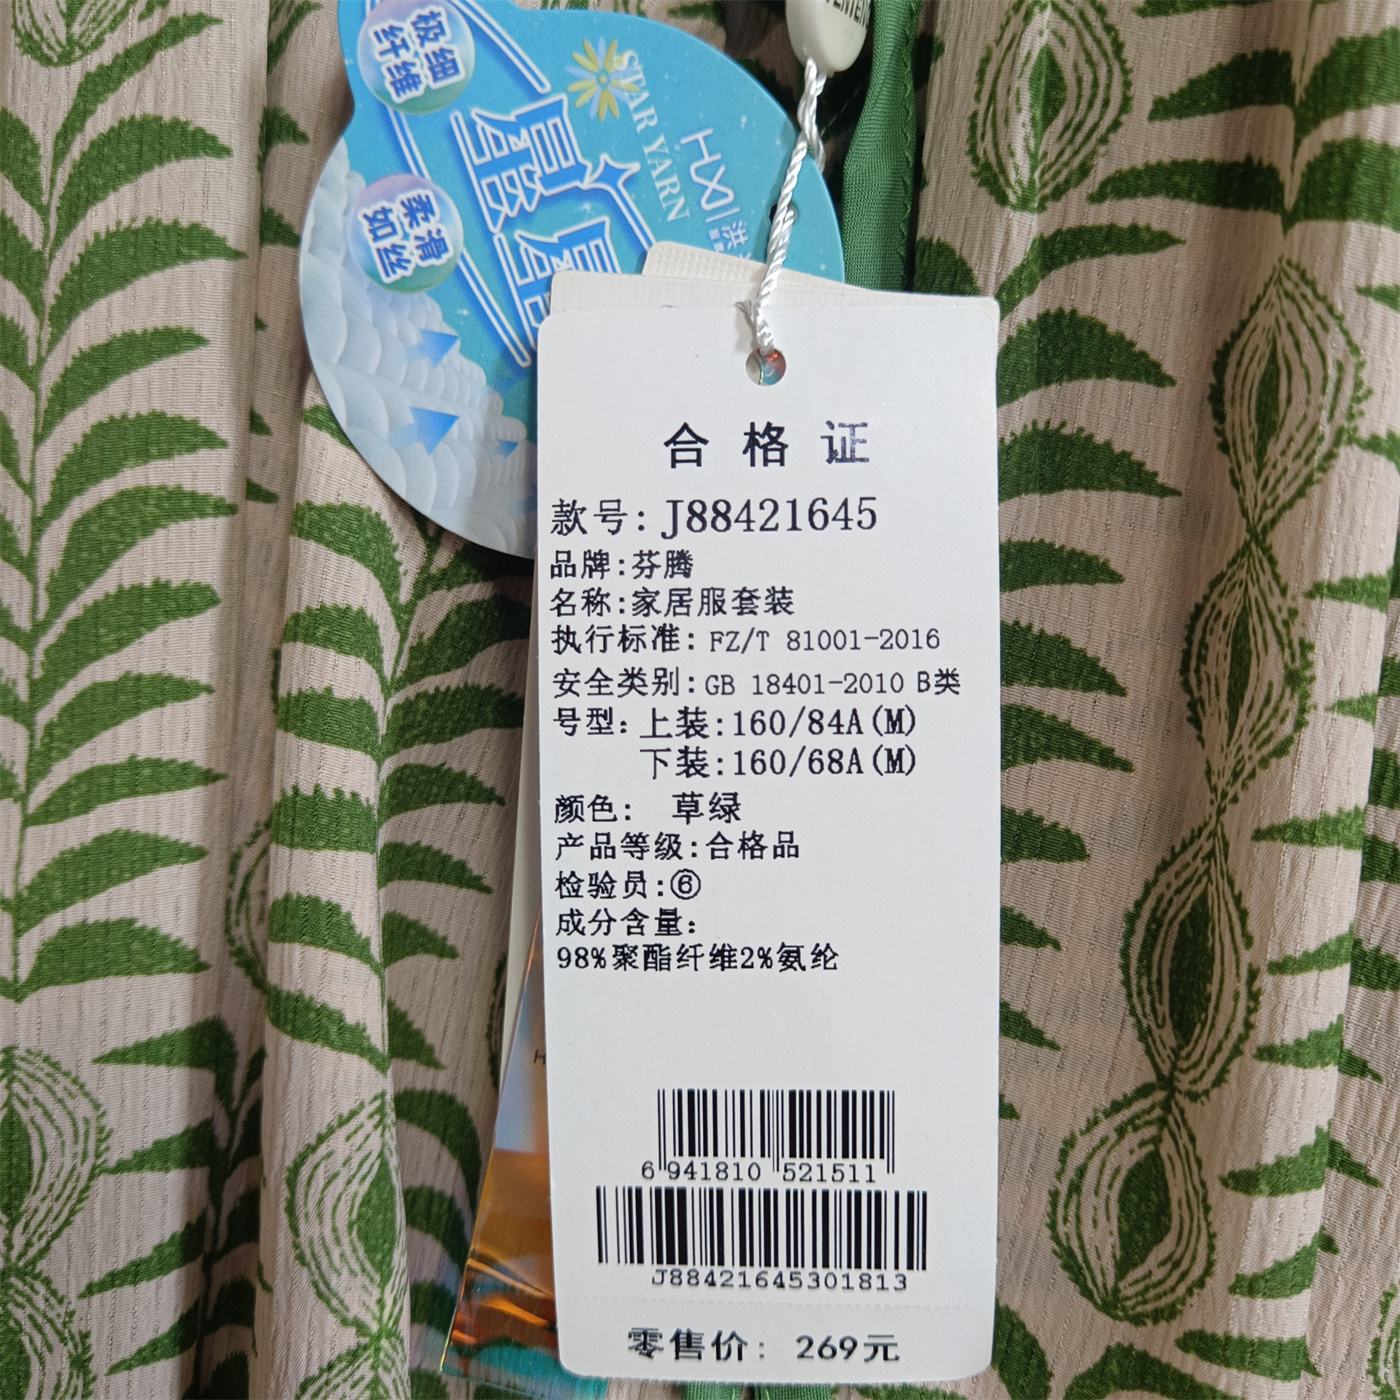 极细
纤维
STAR YARN
柔滑
如丝
合格证
款号:J88421645
品牌:芬腾
名称:家居服套装
执行标准: FZ/T 81001-2016
安全类别:GB 18401-2010 B类
号型:上装:160/84A(M)
下装:160/68A(M)
颜色: 草绿
产品等级:合格品
检验员:⑥
成分含量:
98%聚酯纤维2%氨纶
6 941810 521511
J88421645301813
零售价: 269元